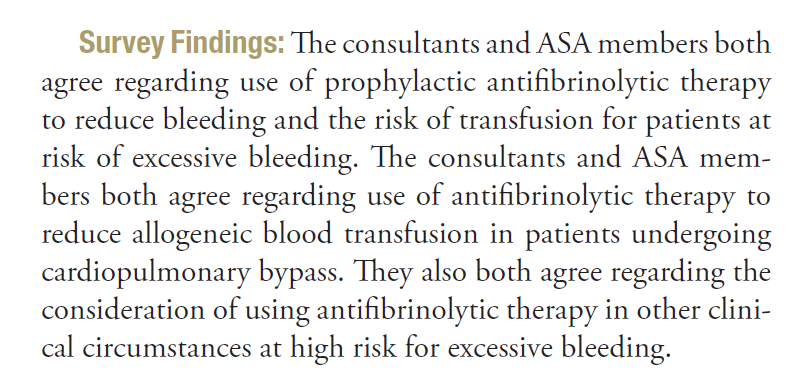 Survey Findings: The consultants and ASA members both
agree regarding use of prophylactic antifibrinolytic therapy
to reduce bleeding and the risk of transfusion for patients at
risk of excessive bleeding. The consultants and ASA mem-
bers both agree regarding use of antifibrinolytic therapy to
reduce allogeneic blood transfusion in patients undergoing
cardiopulmonary bypass. They also both agree regarding the
consideration of using antifibrinolytic therapy in other clini-
cal circumstances at high risk for excessive bleeding.